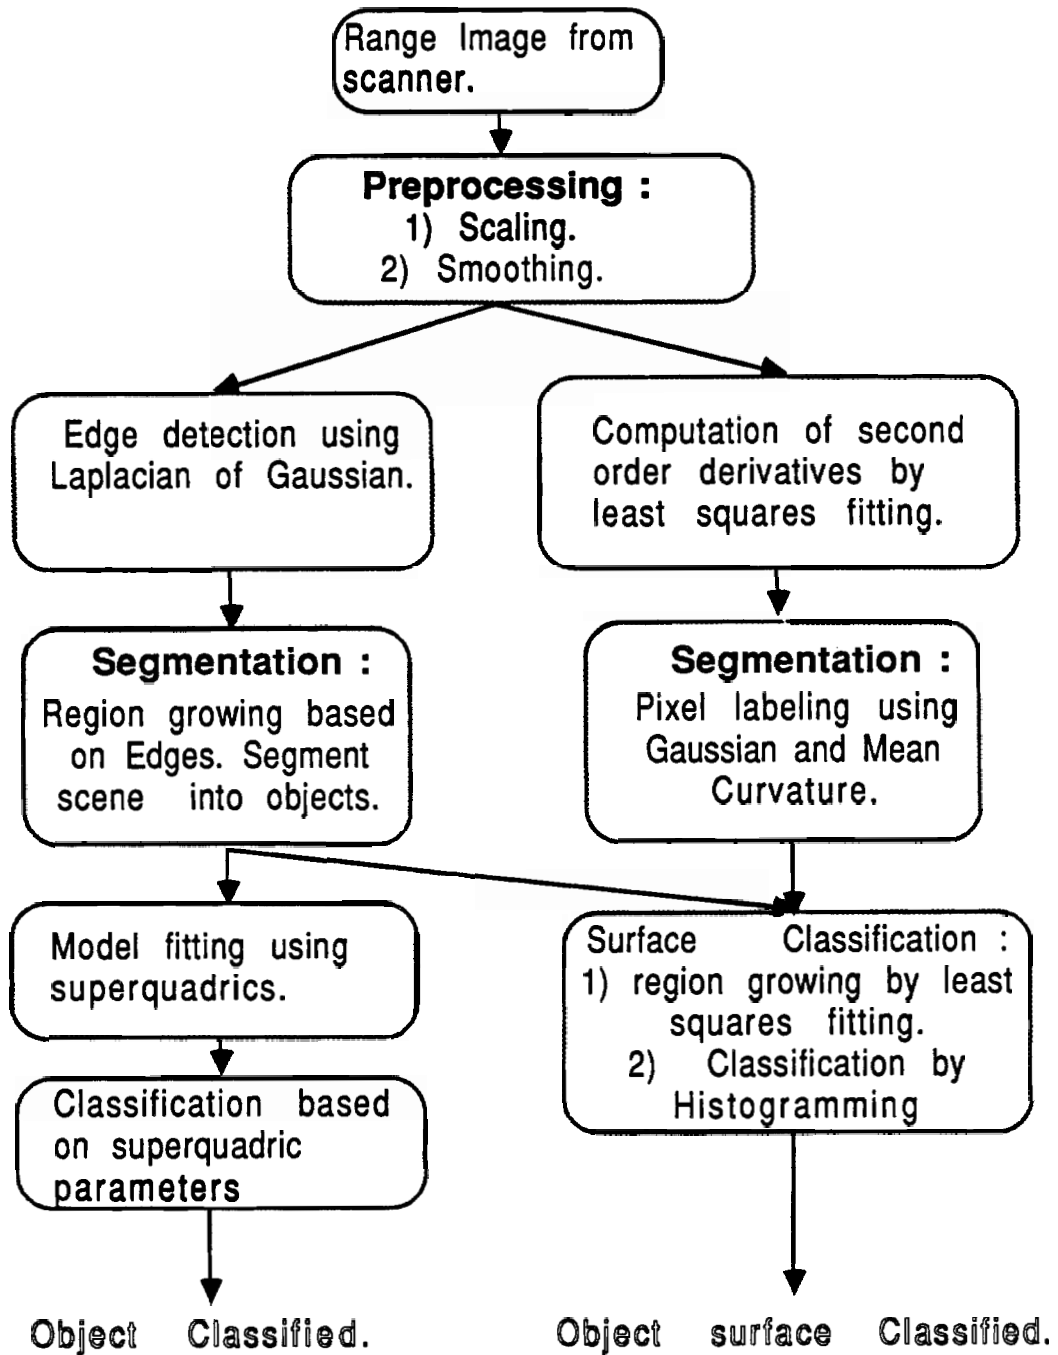 Range Image from
scanner.
Preprocessing :
1) Scaling.
2) Smoothing.
Edge detection using
Laplacian of Gaussian.
Computation of second
order derivatives by
least squares fitting.
Segmentation :
Region growing based
on Edges. Segment
scene into objects.
Segmentation :
Pixel labeling using
Gaussian and Mean
Curvature.
Model fitting using
superquadrics.
Surface Classification :
1) region growing by least
squares fitting.
2) Classification by
Histogramming
Classification based
on superquadric
parameters
Object Classified.
Object surface Classified.